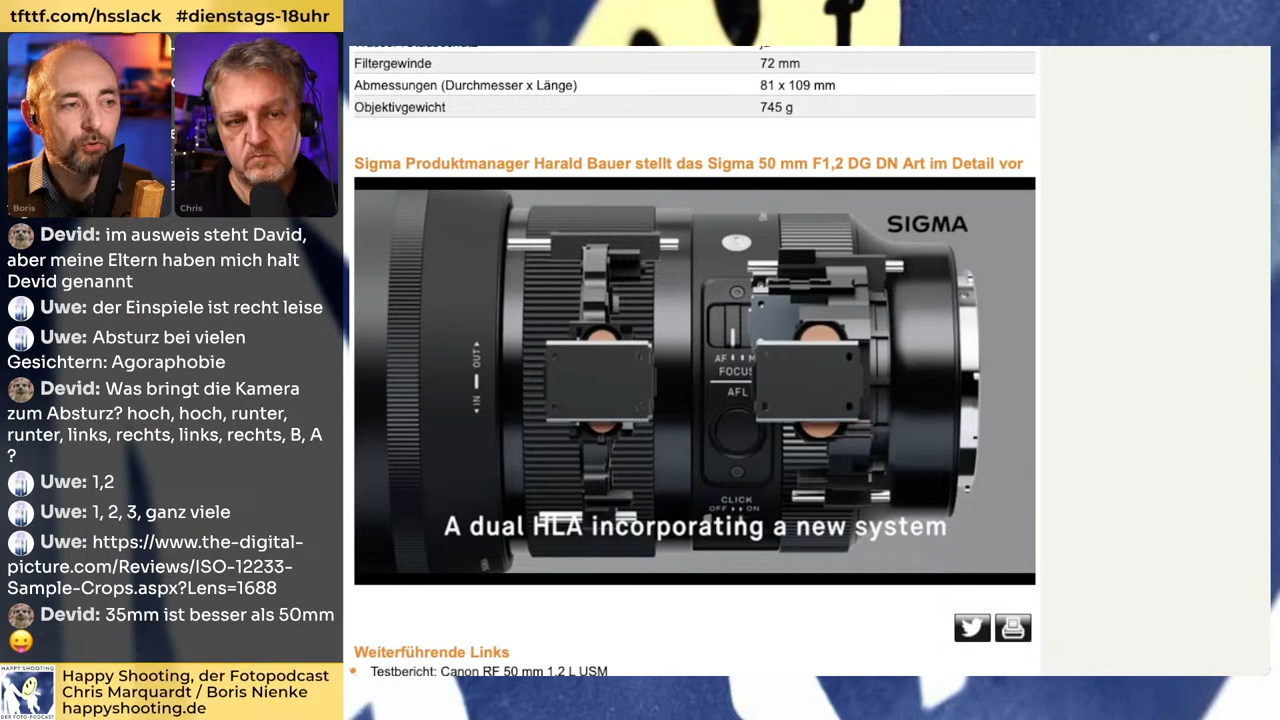 tfttf.com/hsslack #dienstags-18uhr
Boris
Chris
Devid: im ausweis steht David,
aber meine Eltern haben mich halt
Devid genannt
Uwe: der Einspiele ist recht leise
Uwe: Absturz bei vielen
Gesichtern: Agoraphobie
Devid: Was bringt die Kamera
zum Absturz? hoch, hoch, runter,
runter, links, rechts, links, rechts, B, A
?
Uwe: 1,2
Uwe: 1, 2, 3, ganz viele
Uwe: https://www.the-digital-
picture.com/Reviews/ISO-12233-
Sample-Crops.aspx?Lens=1688
Devid: 35mm ist besser als 50mm
HAPPY SHOOTING
DER FOTO-PODCAST
Happy Shooting, der Fotopodcast
Chris Marquardt / Boris Nienke
happyshooting.de
Filtergewinde 72 mm
Abmessungen (Durchmesser x Länge) 81 x 109 mm
Objektivgewicht 745 g
Sigma Produktmanager Harald Bauer stellt das Sigma 50 mm F1,2 DG DN Art im Detail vor
SIGMA
IN OUT
AF
FOCUS
AFL
CLICK
OFF ON
A dual HLA incorporating a new system
Weiterführende Links
Testbericht: Canon RF 50 mm 1.2 L USM